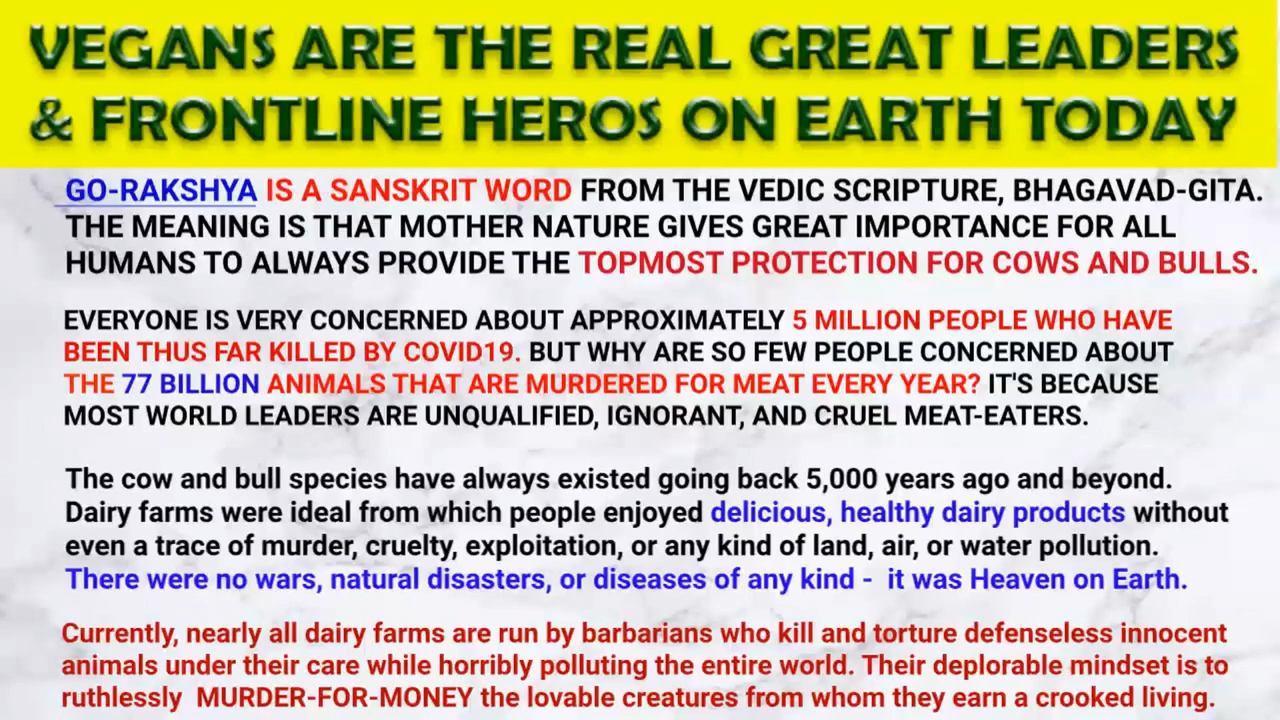 VEGANS ARE THE REAL GREAT LEADERS
& FRONTLINE HEROS ON EARTH TODAY
GO-RAKSHYA IS A SANSKRIT WORD FROM THE VEDIC SCRIPTURE, BHAGAVAD-GITA.
THE MEANING IS THAT MOTHER NATURE GIVES GREAT IMPORTANCE FOR ALL
HUMANS TO ALWAYS PROVIDE THE TOPMOST PROTECTION FOR COWS AND BULLS.
EVERYONE IS VERY CONCERNED ABOUT APPROXIMATELY 5 MILLION PEOPLE WHO HAVE
BEEN THUS FAR KILLED BY COVID19. BUT WHY ARE SO FEW PEOPLE CONCERNED ABOUT
THE 77 BILLION ANIMALS THAT ARE MURDERED FOR MEAT EVERY YEAR? IT'S BECAUSE
MOST WORLD LEADERS ARE UNQUALIFIED, IGNORANT, AND CRUEL MEAT-EATERS.
The cow and bull species have always existed going back 5,000 years ago and beyond.
Dairy farms were ideal from which people enjoyed delicious, healthy dairy products without
even a trace of murder, cruelty, exploitation, or any kind of land, air, or water pollution.
There were no wars, natural disasters, or diseases of any kind - it was Heaven on Earth.
Currently, nearly all dairy farms are run by barbarians who kill and torture defenseless innocent
animals under their care while horribly polluting the entire world. Their deplorable mindset is to
ruthlessly MURDER-FOR-MONEY the lovable creatures from whom they earn a crooked living.